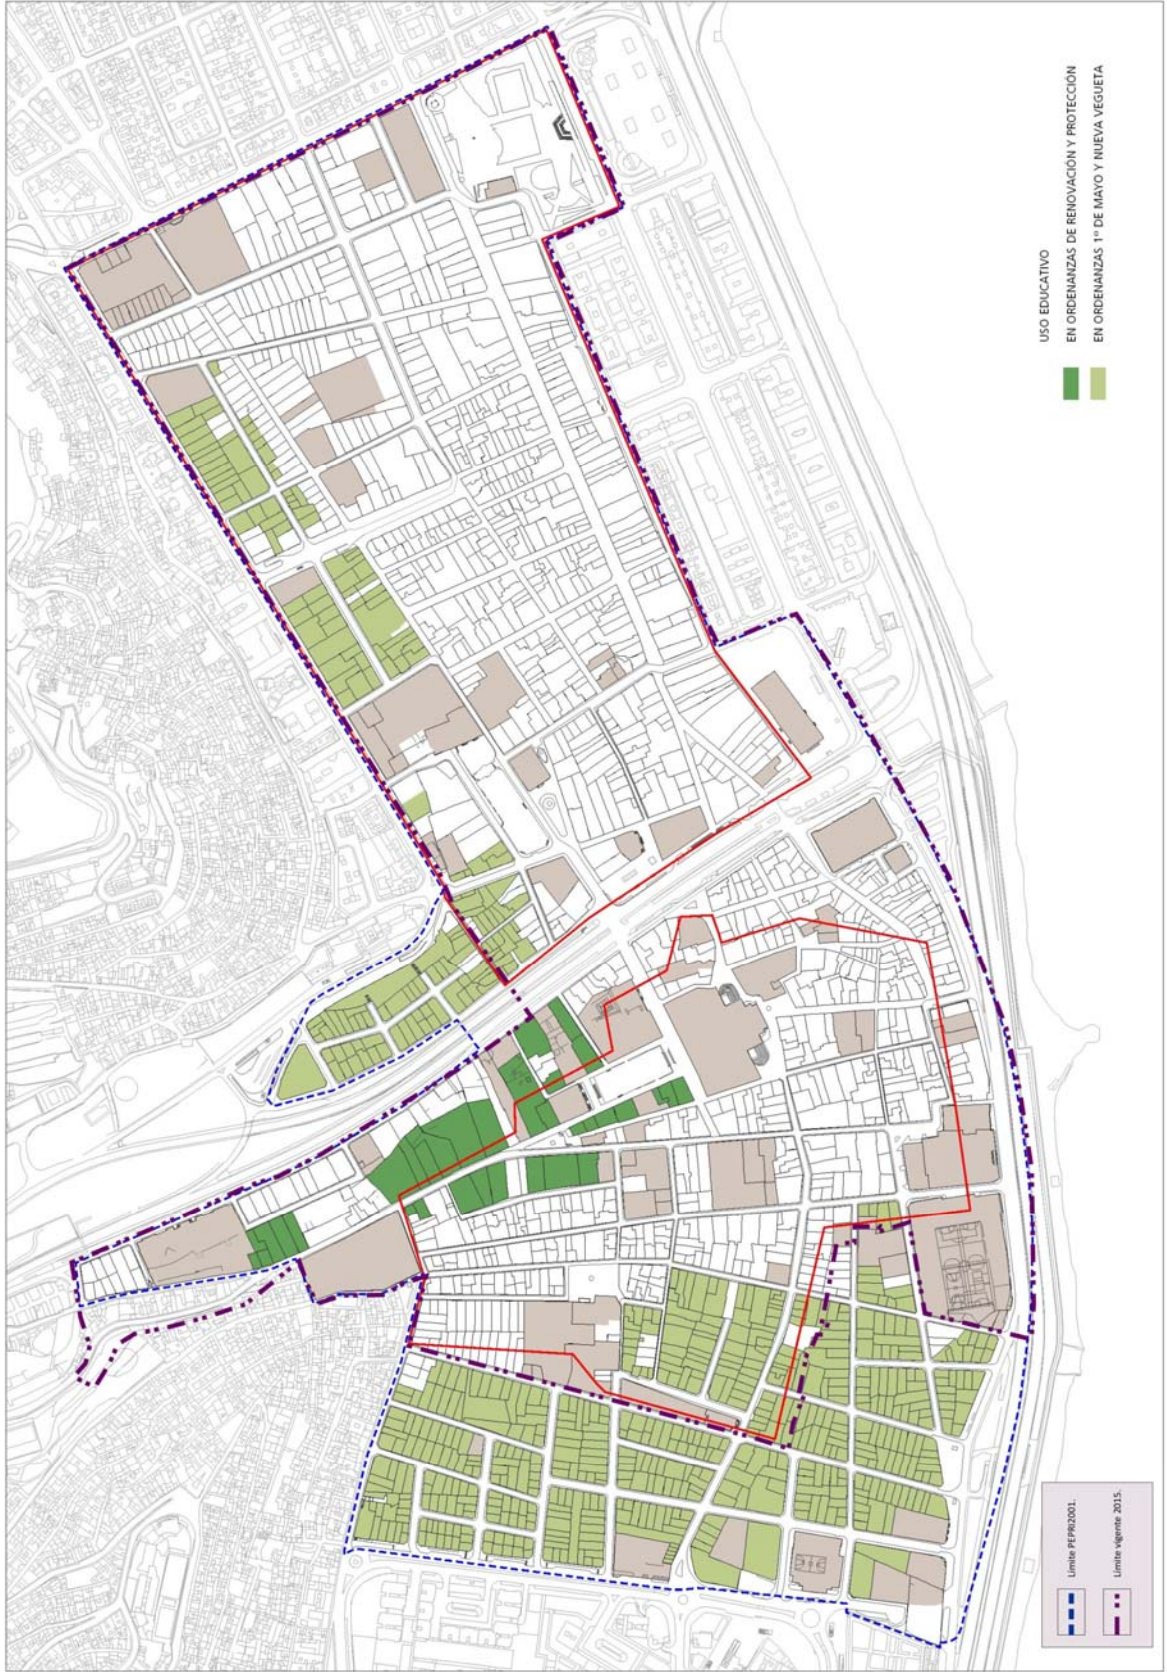 USO EDUCATIVO
EN ORDENANZAS DE RENOVACIÓN Y PROTECCIÓN
EN ORDENANZAS 1º DE MAYO Y NUEVA VEGUETA
Límite PEPRI2001.
Límite vigente 2015.